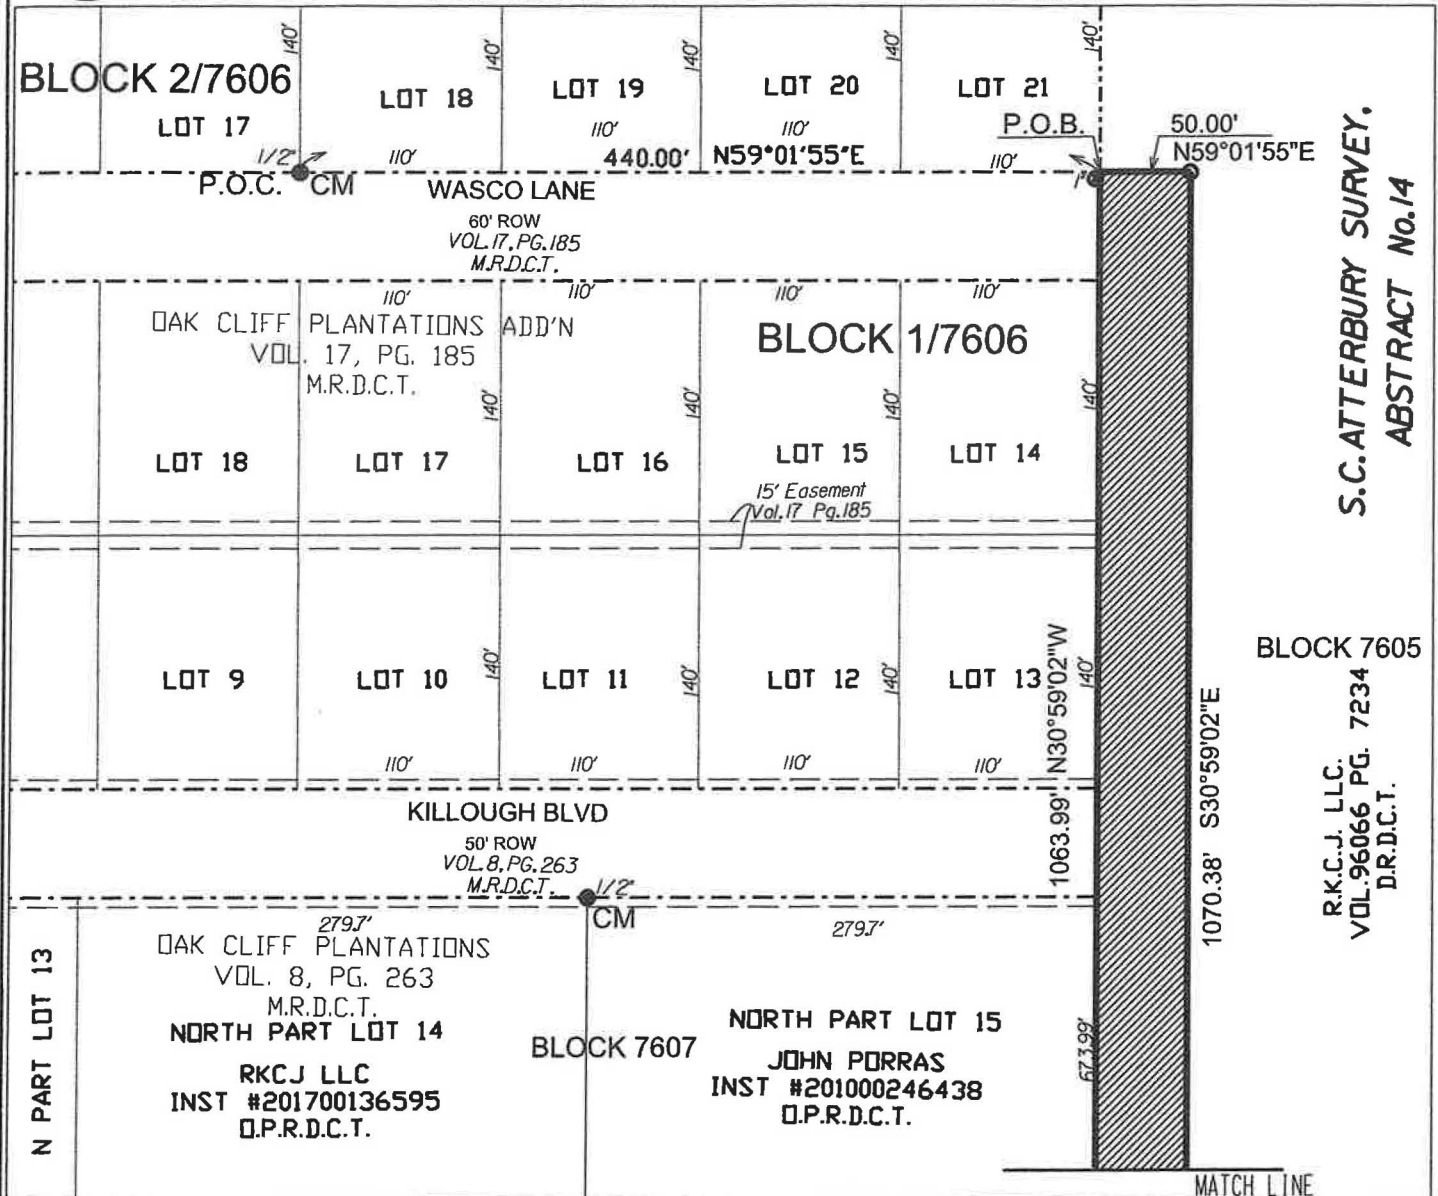 140'
140'
140'
140'
140'
BLOCK 2/7606
LOT 17
LOT 18
LOT 19
LOT 20
LOT 21
110'
110'
P.O.B.
50.00'
N59°01'55"E
1/2"
110'
440.00' N59°01'55"E
110'
1"
P.O.C.
CM
WASCO LANE
60' ROW
VOL.17,PG.185
M.R.D.C.T.
S.C.ATTERBURY SURVEY,
ABSTRACT No.14
110'
110'
110'
110'
OAK CLIFF PLANTATIONS ADD'N
VOL. 17, PG. 185
M.R.D.C.T.
BLOCK 1/7606
140'
140'
140'
140'
LOT 18
LOT 17
LOT 16
LOT 15
LOT 14
15' Easement
Vol.17 Pg.185
LOT 9
LOT 10
LOT 11
LOT 12
LOT 13
140'
140'
140'
140'
1063.99' N30°59'02"W
1070.38' S30°59'02"E
BLOCK 7605
R.K.C.J. LLC.
VOL.96066 PG. 7234
D.R.D.C.T.
110'
110'
110'
110'
KILLOUGH BLVD
50' ROW
VOL.8,PG.263
M.R.D.C.T.
1/2"
CM
279.7'
279.7'
N PART LOT 13
OAK CLIFF PLANTATIONS
VOL. 8, PG. 263
M.R.D.C.T.
NORTH PART LOT 14
RKCJ LLC
INST #201700136595
O.P.R.D.C.T.
BLOCK 7607
NORTH PART LOT 15
JOHN PORRAS
INST #201000246438
O.P.R.D.C.T.
673.99'
MATCH LINE